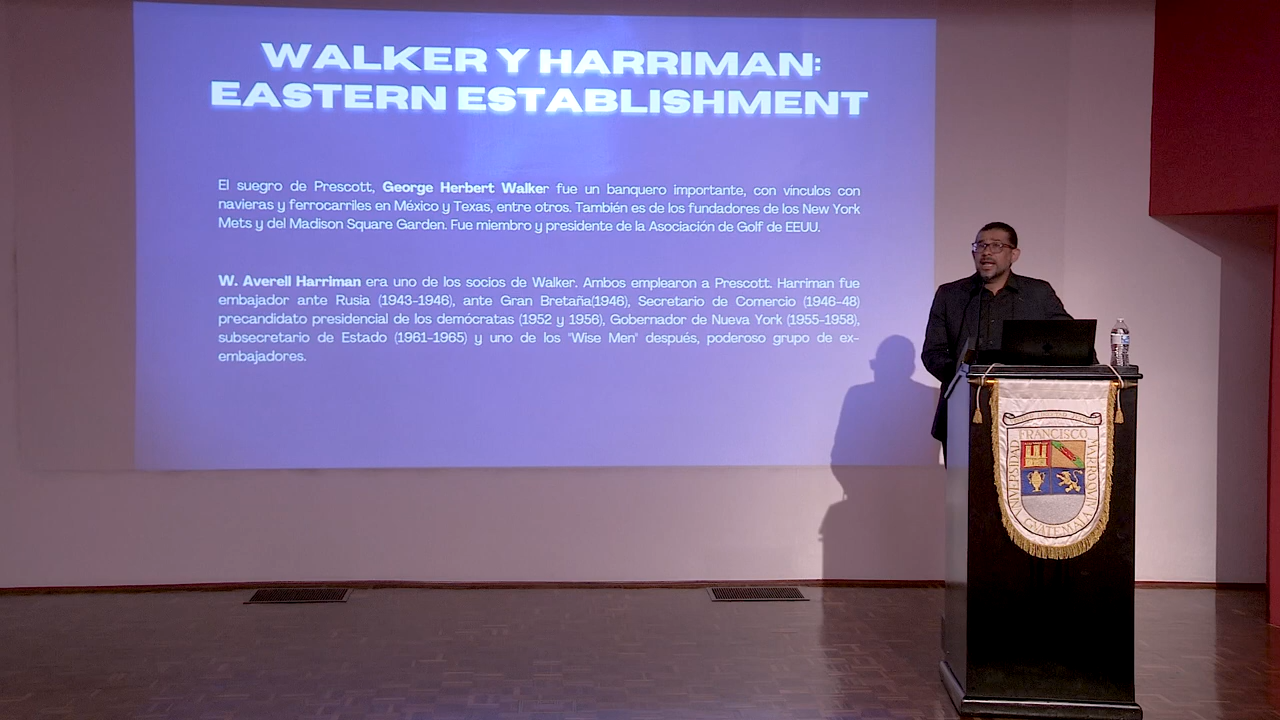 WALKER Y HARRIMAN:
EASTERN ESTABLISHMENT
El suegro de Prescott, George Herbert Walker fue un banquero importante, con vínculos con
navieras y ferrocarriles en México y Texas, entre otros. También es de los fundadores de los New York
Mets y del Madison Square Garden. Fue miembro y presidente de la Asociación de Golf de EEUU.
W. Averell Harriman era uno de los socios de Walker. Ambos emplearon a Prescott. Harriman fue
embajador ante Rusia (1943-1946), ante Gran Bretaña(1946), Secretario de Comercio (1946-48)
precandidato presidencial de los demócratas (1952 y 1956), Gobernador de Nueva York (1955-1958),
subsecretario de Estado (1961-1965) y uno de los "Wise Men" después, poderoso grupo de ex-
embajadores.
UNIVERSIDAD FRANCISCO MARROQUIN
GVATEMALA